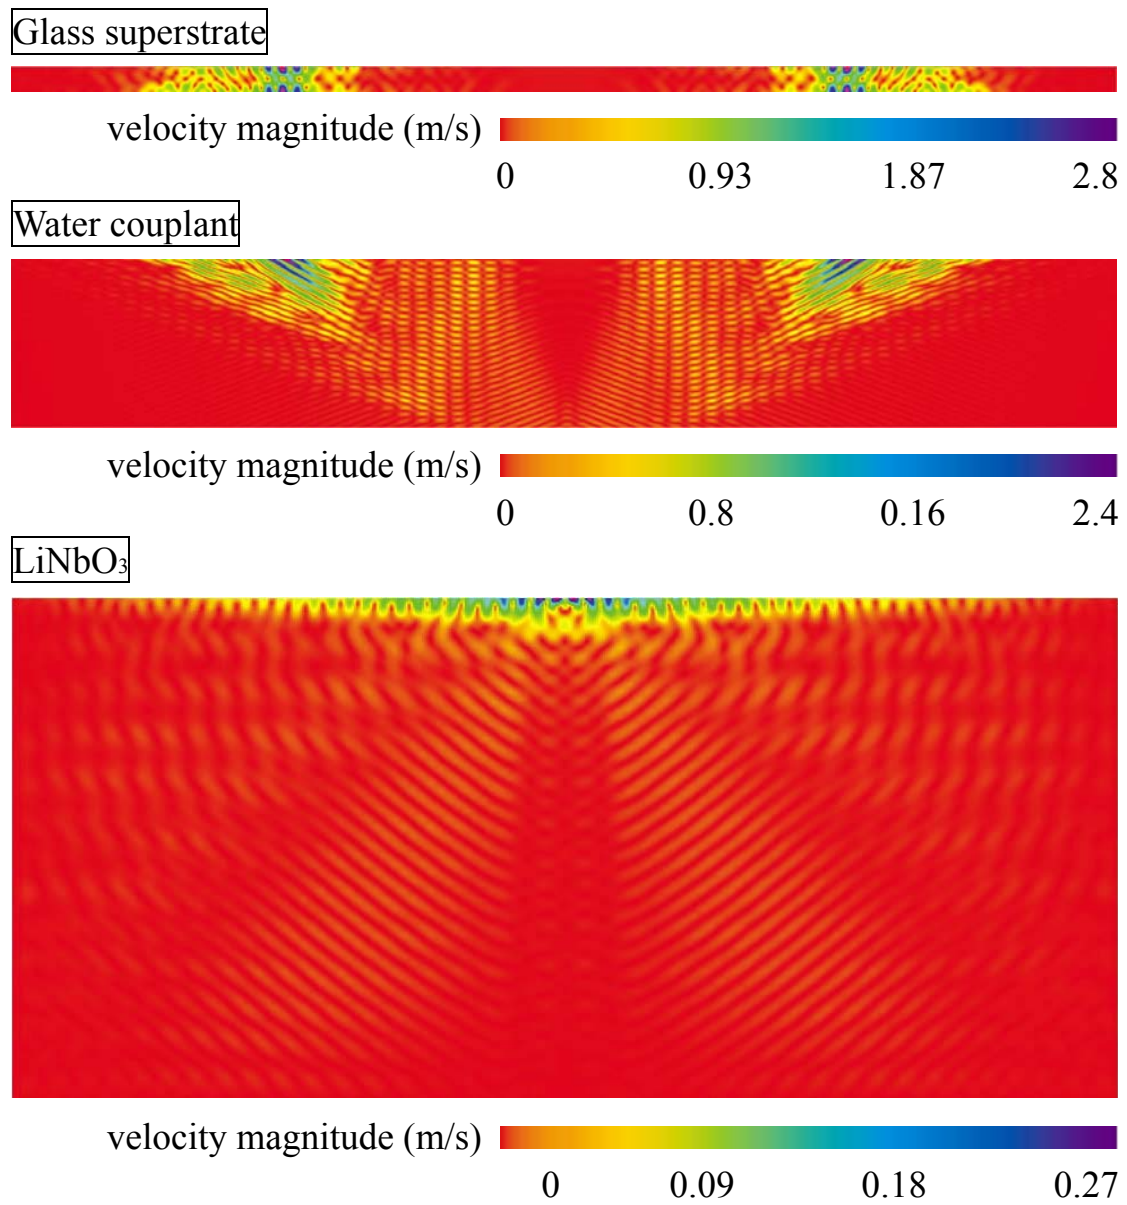 Glass superstrate
velocity magnitude (m/s)
0 0.93 1.87 2.8
Water couplant
velocity magnitude (m/s)
0 0.8 0.16 2.4
LiNbO₃
velocity magnitude (m/s)
0 0.09 0.18 0.27